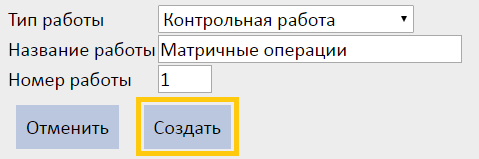 Тип работы Контрольная работа
Название работы Матричные операции
Номер работы 1
Отменить Создать